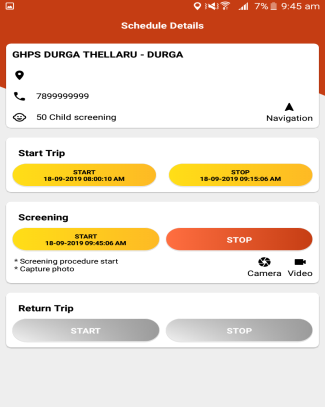 7% 9:45 am
Schedule Details
GHPS DURGA THELLARU - DURGA
7899999999
50 Child screening
Navigation
Start Trip
START
18-09-2019 08:00:10 AM
STOP
18-09-2019 09:15:06 AM
Screening
START
18-09-2019 09:45:06 AM
STOP
* Screening procedure start
* Capture photo
Camera
Video
Return Trip
START
STOP